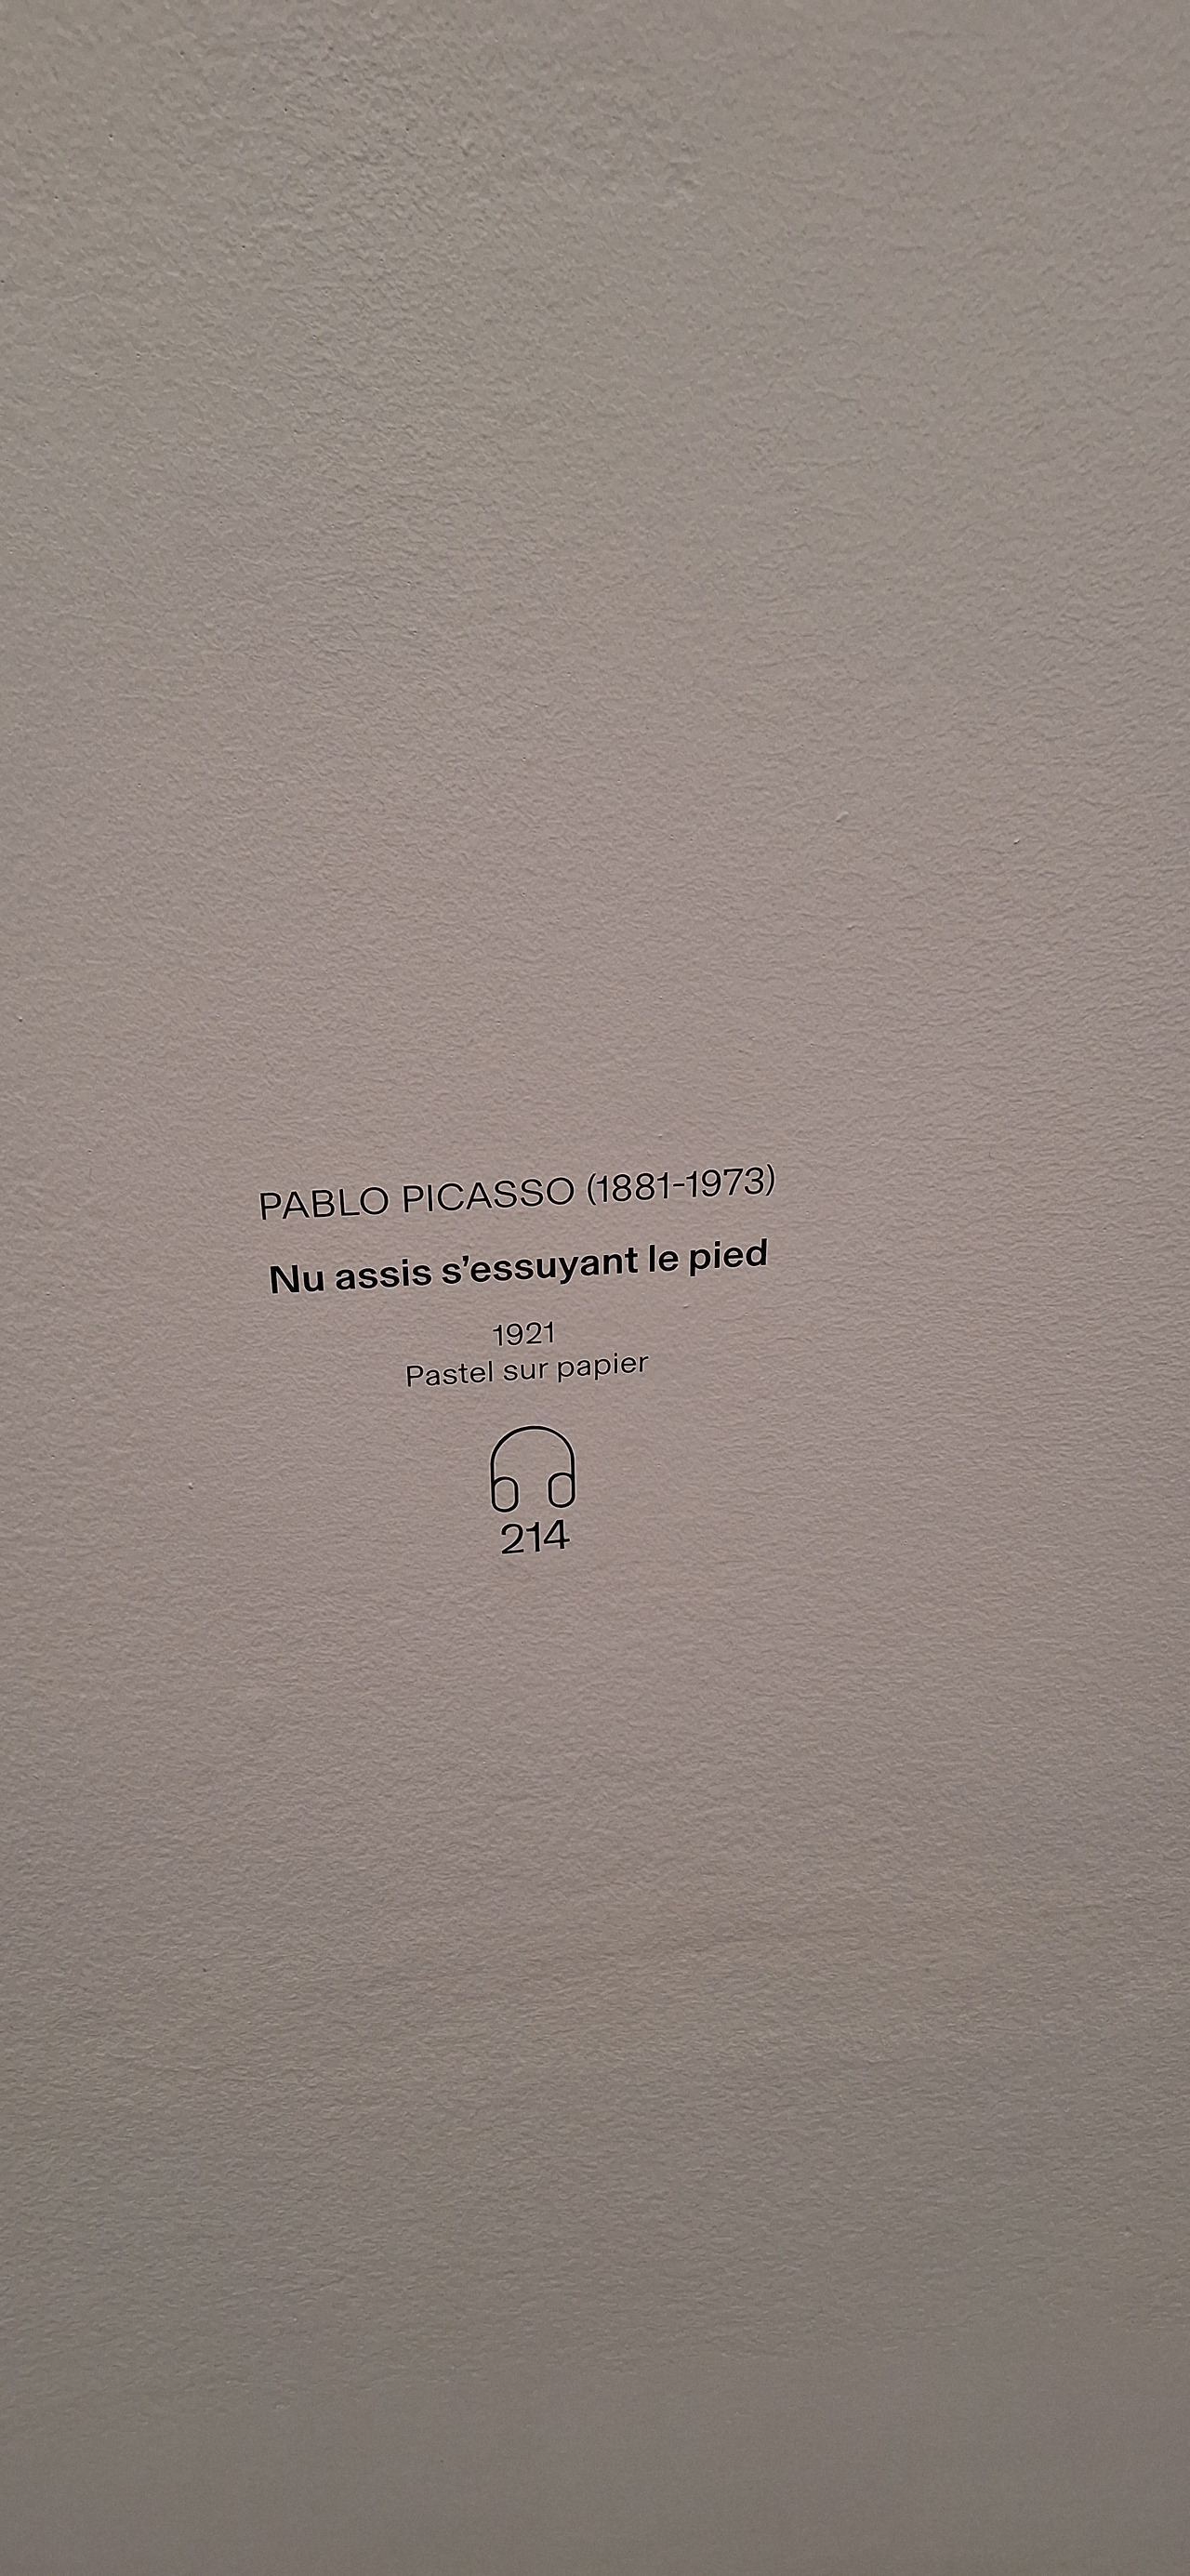 PABLO PICASSO (1881-1973)
Nu assis s’essuyant le pied
1921
Pastel sur papier
214